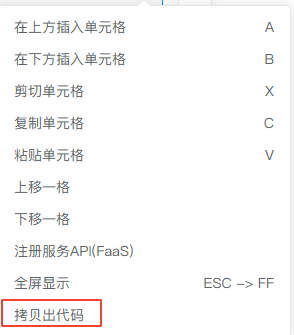 在上方插入单元格 A
在下方插入单元格 B
剪切单元格 X
复制单元格 C
粘贴单元格 V
上移一格
下移一格
注册服务API(FaaS)
全屏显示 ESC -> FF
拷贝出代码